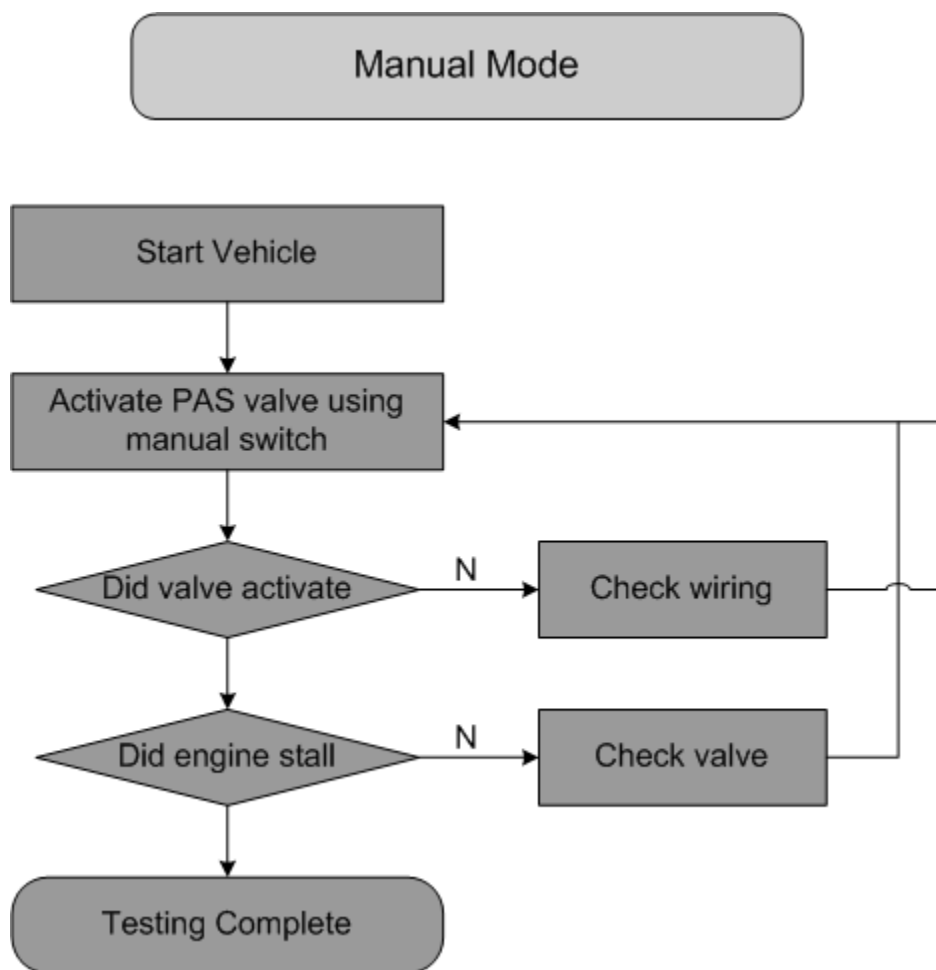 Manual Mode
Start Vehicle
Activate PAS valve using
manual switch
Did valve activate
N
Check wiring
Did engine stall
N
Check valve
Testing Complete